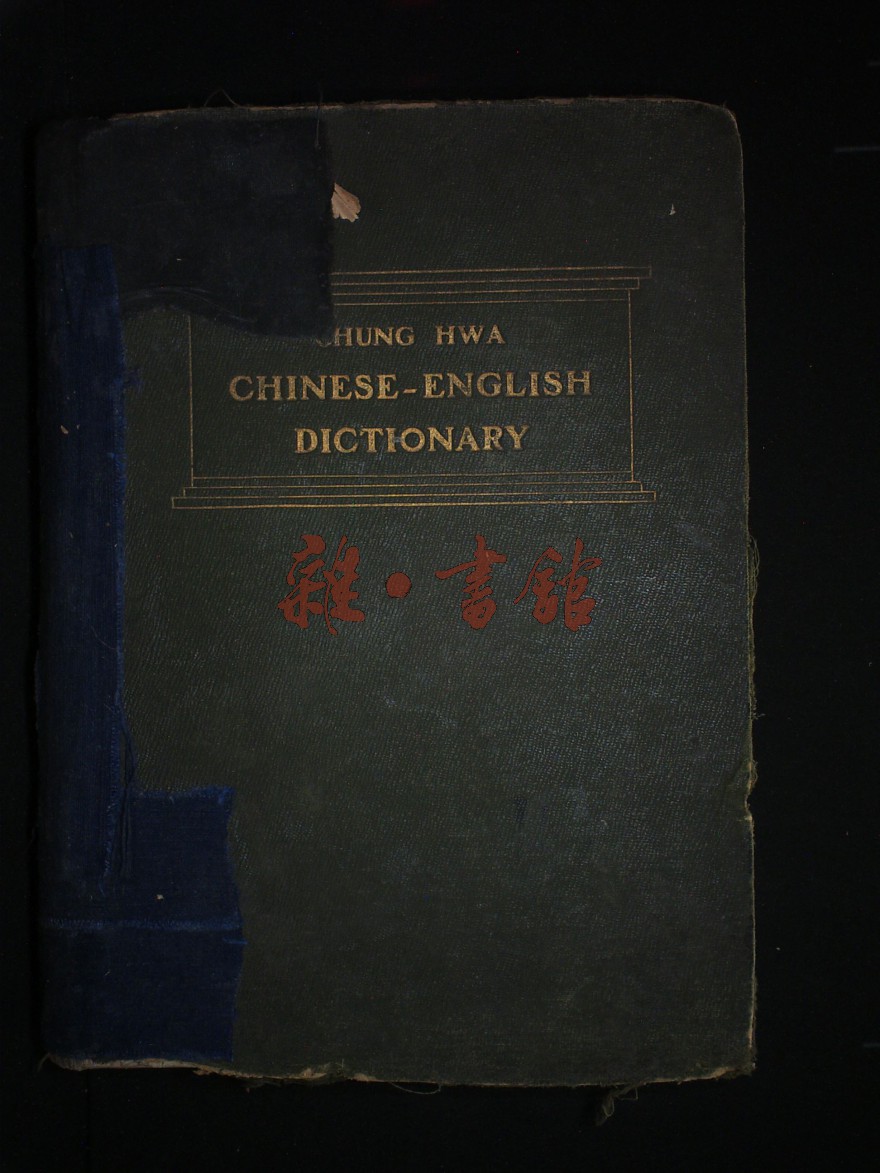 CHUNG HWA
CHINESE-ENGLISH
DICTIONARY
雜·書館